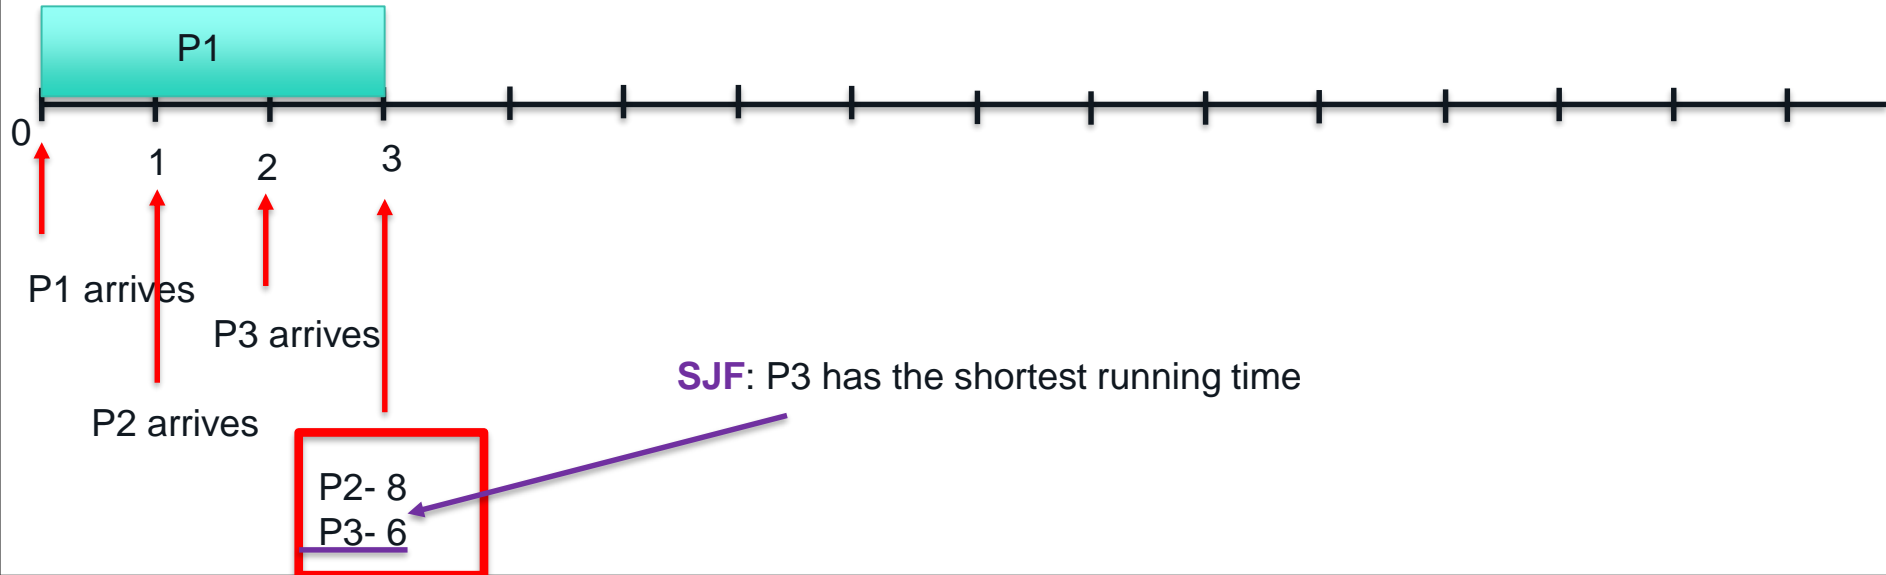 P1
0
1
2
3
P1 arrives
P3 arrives
SJF: P3 has the shortest running time
P2 arrives
P2- 8
P3- 6